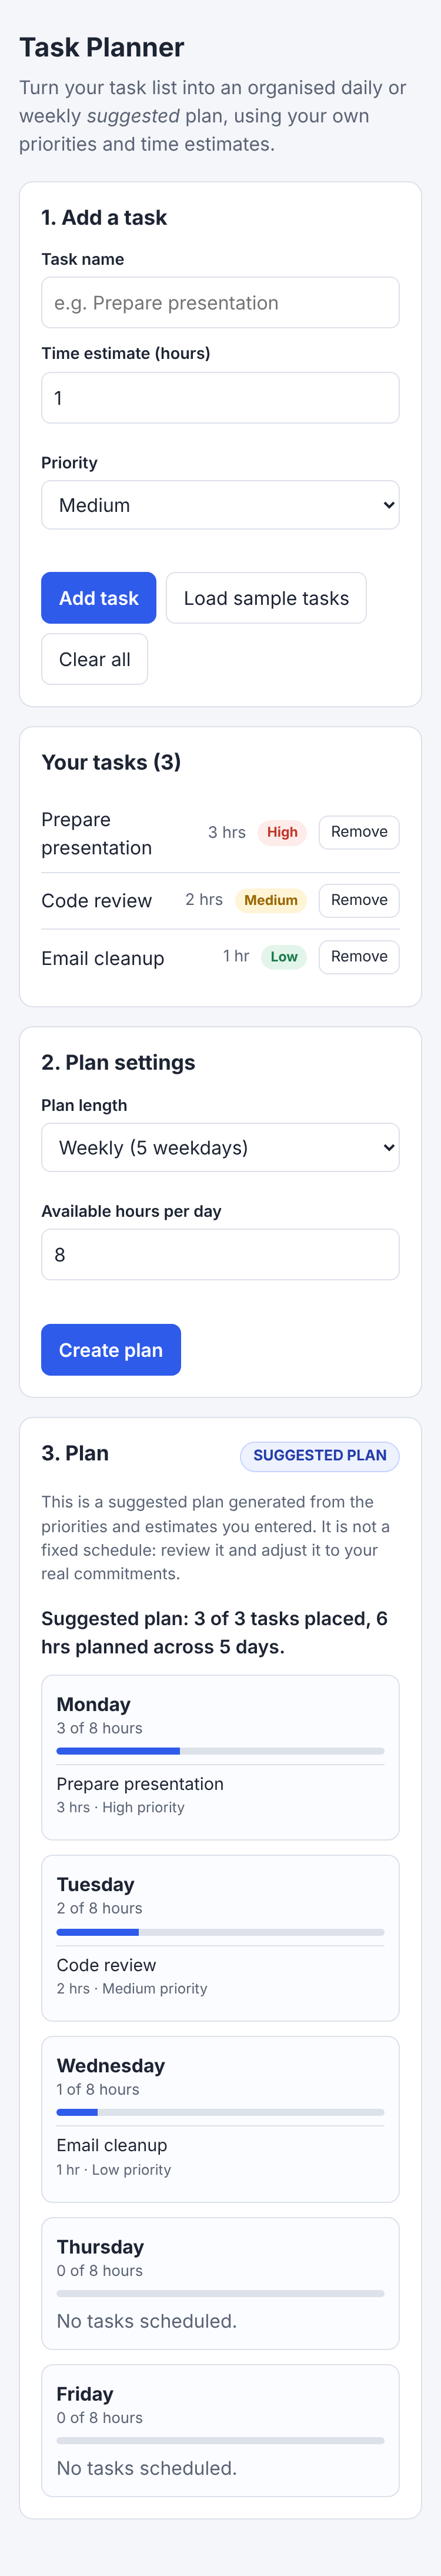 Task Planner
Turn your task list into an organised daily or
weekly suggested plan, using your own
priorities and time estimates.
1. Add a task
Task name
e.g. Prepare presentation
Time estimate (hours)
1
Priority
Medium
Add task
Load sample tasks
Clear all
Your tasks (3)
Prepare
presentation
3 hrs High Remove
Code review 2 hrs Medium Remove
Email cleanup 1 hr Low Remove
2. Plan settings
Plan length
Weekly (5 weekdays)
Available hours per day
8
Create plan
3. Plan SUGGESTED PLAN
This is a suggested plan generated from the
priorities and estimates you entered. It is not a
fixed schedule: review it and adjust it to your
real commitments.
Suggested plan: 3 of 3 tasks placed, 6
hrs planned across 5 days.
Monday
3 of 8 hours
Prepare presentation
3 hrs · High priority
Tuesday
2 of 8 hours
Code review
2 hrs · Medium priority
Wednesday
1 of 8 hours
Email cleanup
1 hr · Low priority
Thursday
0 of 8 hours
No tasks scheduled.
Friday
0 of 8 hours
No tasks scheduled.